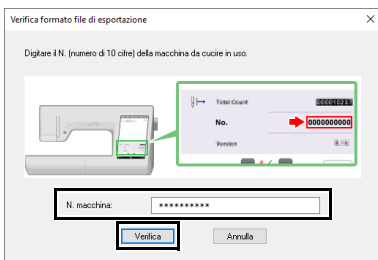 Verifica formato file di esportazione
Digitare il N. (numero di 10 cifre) della macchina da cucire in uso.
Total Count 000010237
No. 0000000000
Version
N. macchina: **********
Verifica Annulla